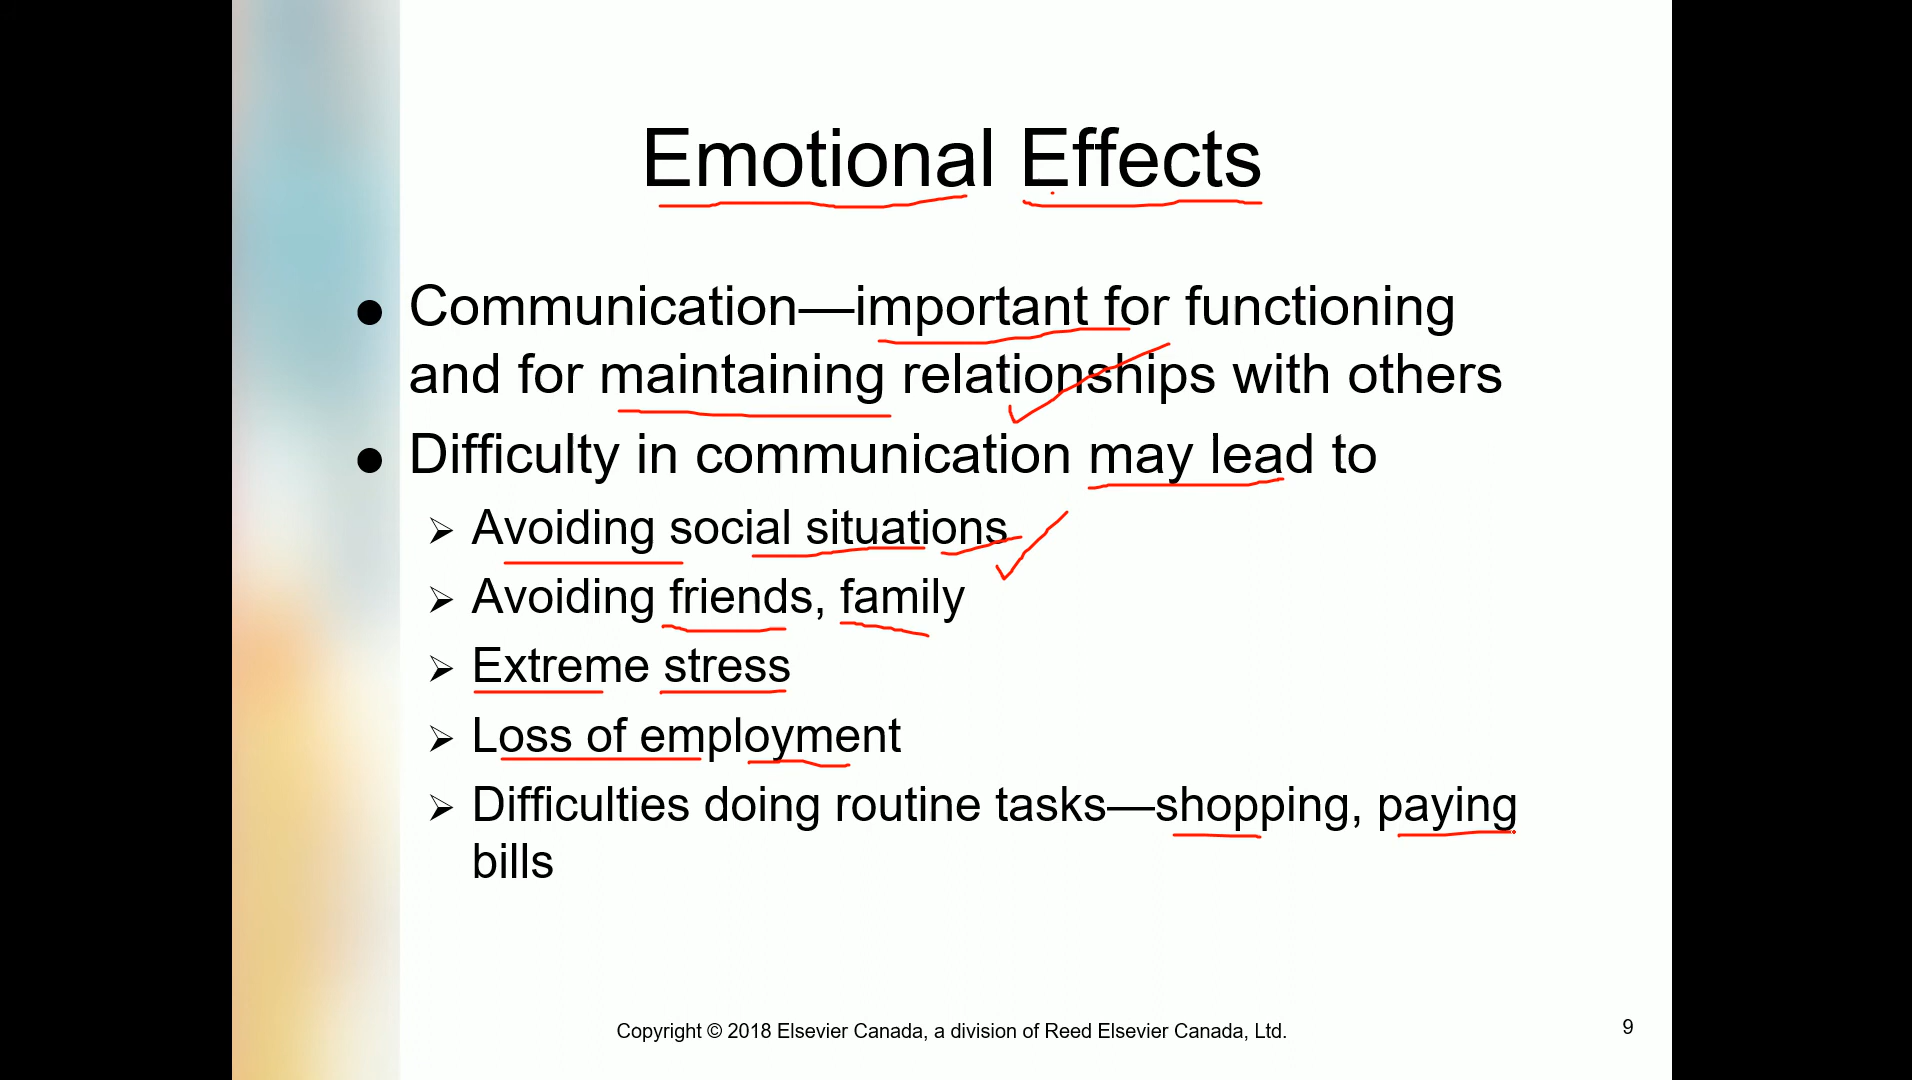 Emotional Effects
● Communication—important for functioning
and for maintaining relationships with others
● Difficulty in communication may lead to
➢ Avoiding social situations
➢ Avoiding friends, family
➢ Extreme stress
➢ Loss of employment
➢ Difficulties doing routine tasks—shopping, paying
bills
Copyright © 2018 Elsevier Canada, a division of Reed Elsevier Canada, Ltd.
9